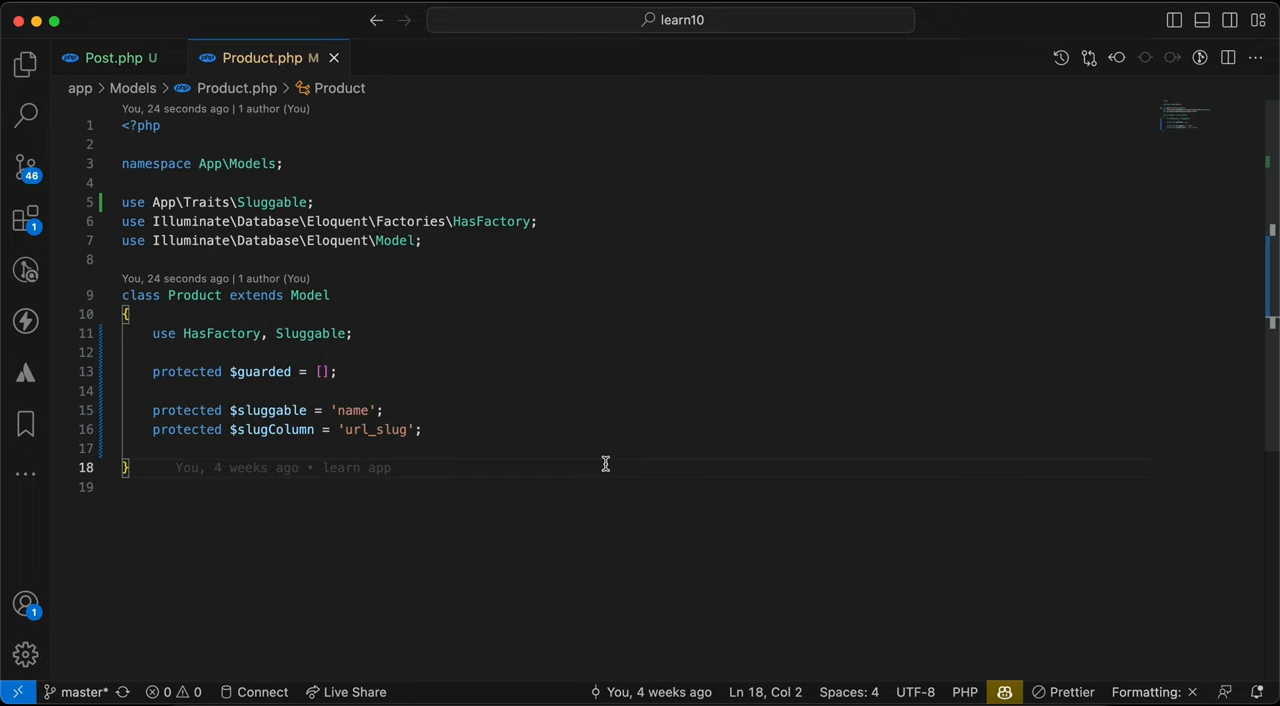 learn10
php Post.php U
php Product.php M
app > Models > php Product.php > Product
You, 24 seconds ago | 1 author (You)
1 <?php
2
3 namespace App\Models;
4
5 use App\Traits\Sluggable;
6 use Illuminate\Database\Eloquent\Factories\HasFactory;
7 use Illuminate\Database\Eloquent\Model;
8
You, 24 seconds ago | 1 author (You)
9 class Product extends Model
10 {
11 use HasFactory, Sluggable;
12
13 protected $guarded = [];
14
15 protected $sluggable = 'name';
16 protected $slugColumn = 'url_slug';
17
18 } You, 4 weeks ago • learn app
19
46
1
1
master* 0 0 Connect Live Share You, 4 weeks ago Ln 18, Col 2 Spaces: 4 UTF-8 PHP Prettier Formatting: ×